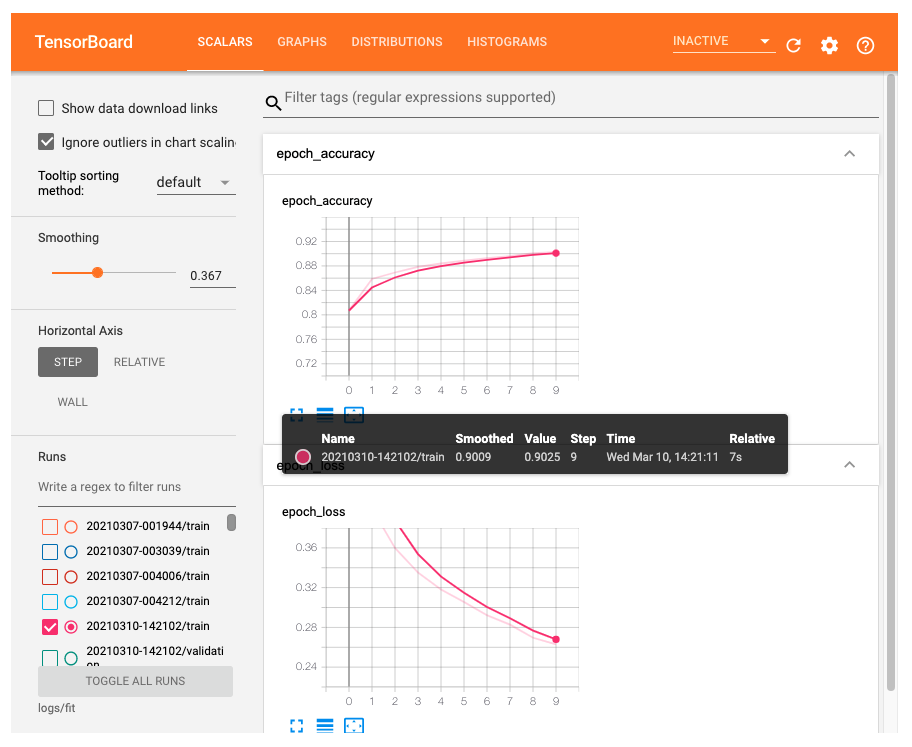 TensorBoard
SCALARS GRAPHS DISTRIBUTIONS HISTOGRAMS
INACTIVE
Show data download links
Ignore outliers in chart scalin
Tooltip sorting
method:
default
Smoothing
0.367
Horizontal Axis
STEP RELATIVE
WALL
Runs
Write a regex to filter runs
20210307-001944/train
20210307-003039/train
20210307-004006/train
20210307-004212/train
20210310-142102/train
20210310-142102/validati
on
TOGGLE ALL RUNS
logs/fit
Filter tags (regular expressions supported)
epoch_accuracy
epoch_accuracy
0.92
0.88
0.84
0.8
0.76
0.72
0 1 2 3 4 5 6 7 8 9
Name Smoothed Value Step Time Relative
20210310-142102/train 0.9009 0.9025 9 Wed Mar 10, 14:21:11 7s
epoch_loss
epoch_loss
0.36
0.32
0.28
0.24
0 1 2 3 4 5 6 7 8 9